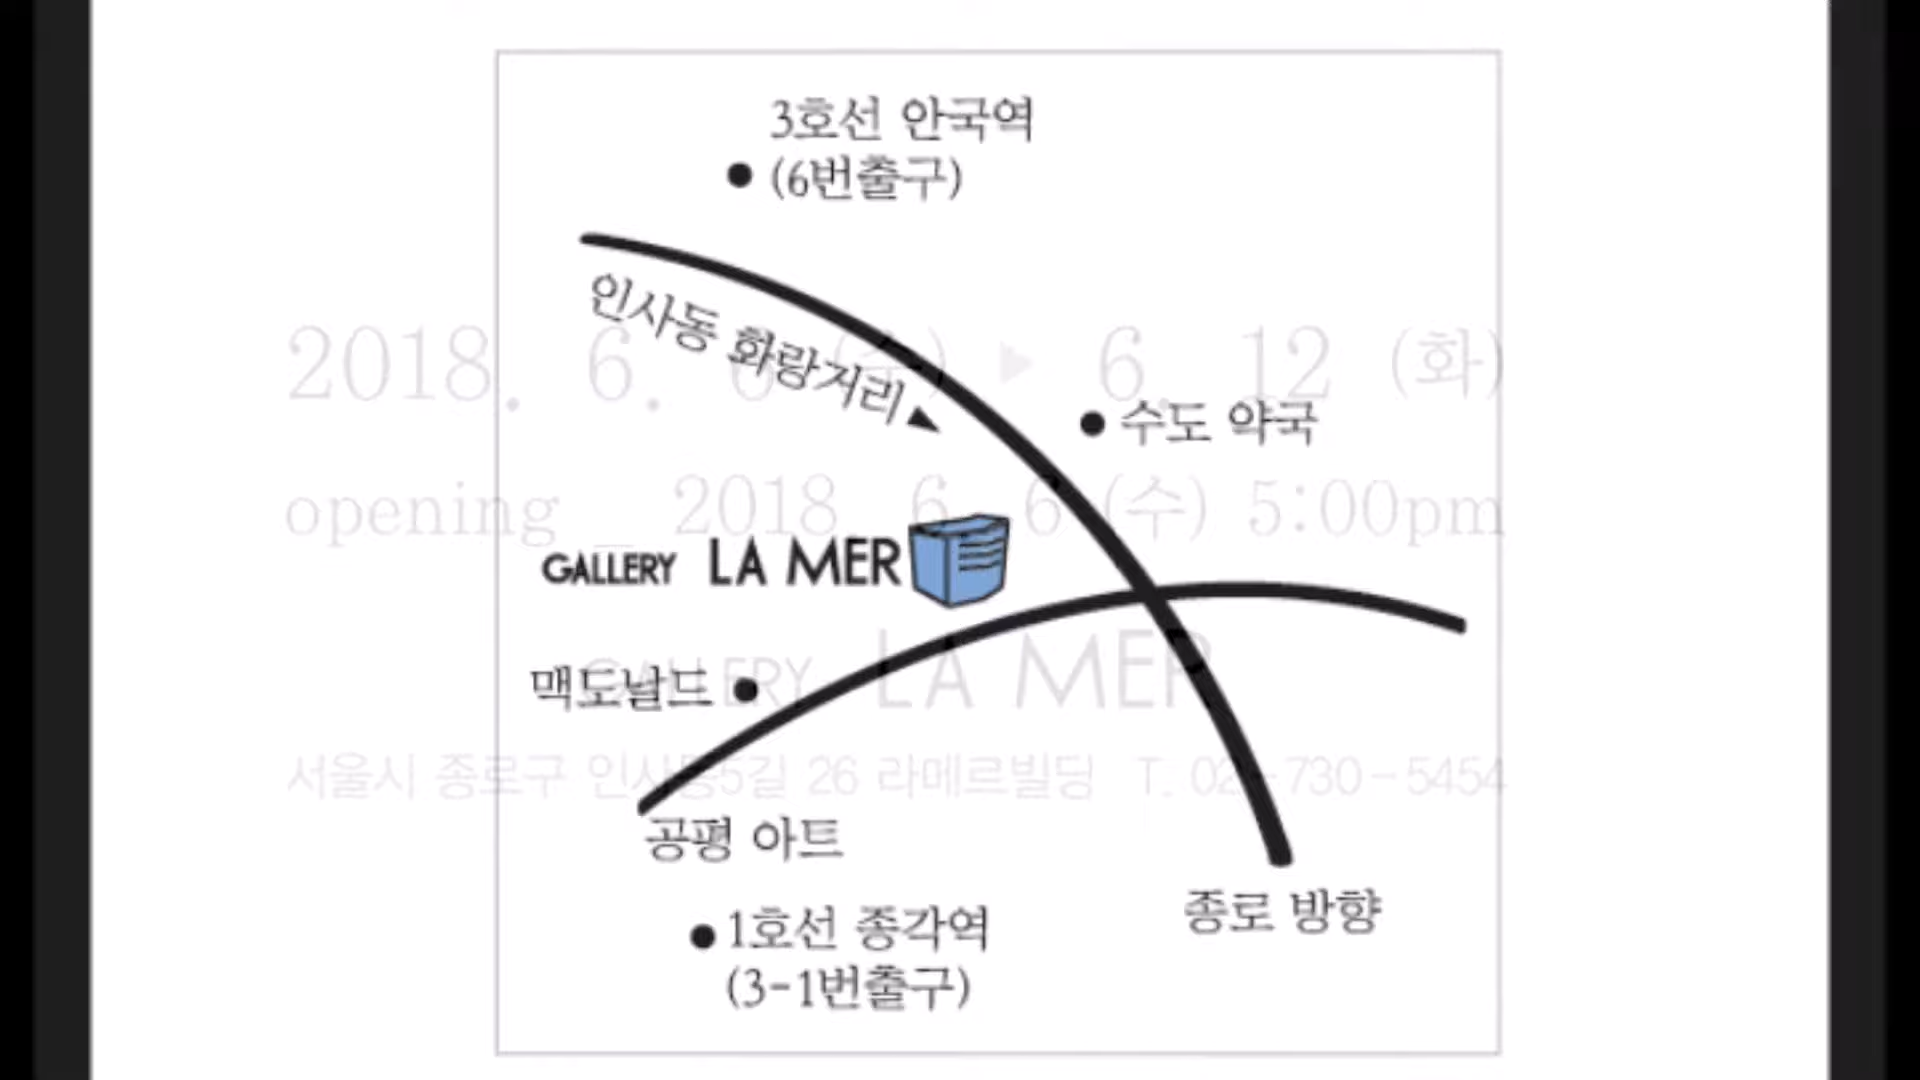 3호선 안국역
(6번출구)
인사동 화랑거리
2018. 6. 6 (수) ▶ 6. 12 (화)
수도 약국
opening _ 2018 6 6 (수) 5:00pm
GALLERY LA MER
GALLERY LA MER
맥도날드
서울시 종로구 인사동5길 26 라메르빌딩 T. 02-730-5454
공평 아트
종로 방향
1호선 종각역
(3-1번출구)